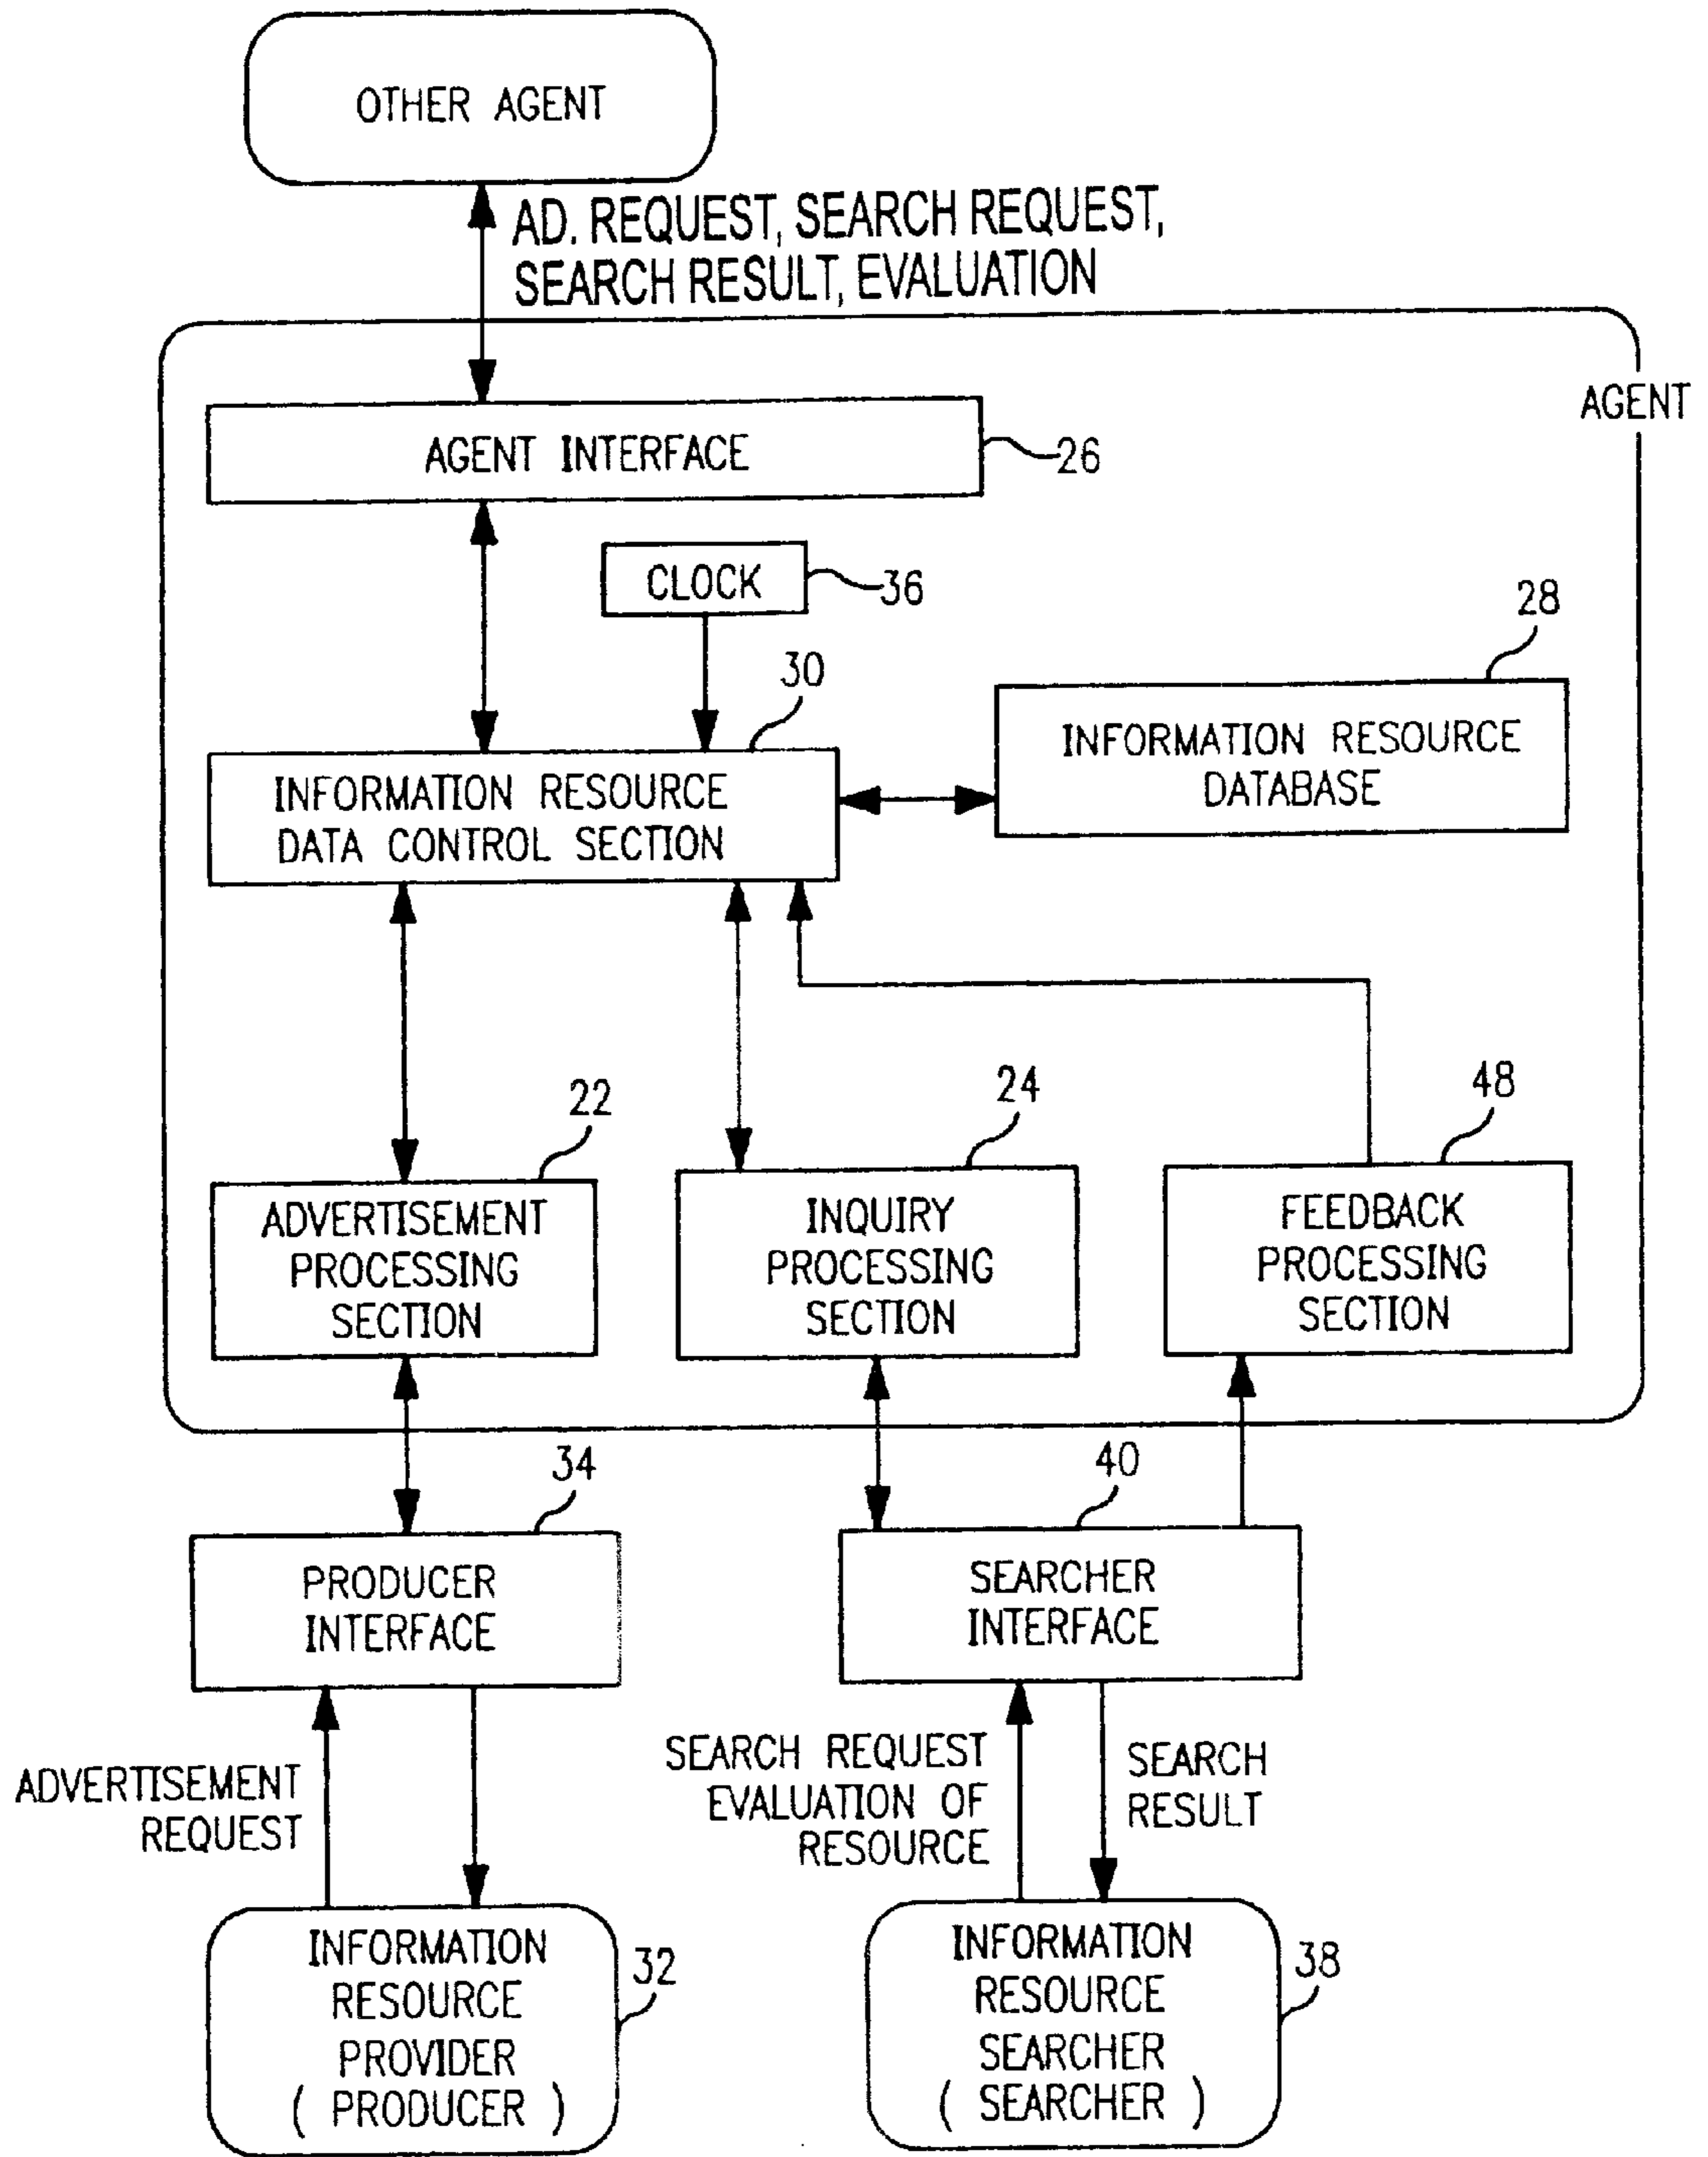 OTHER AGENT
AD. REQUEST, SEARCH REQUEST,
SEARCH RESULT, EVALUATION
AGENT
AGENT INTERFACE
26
CLOCK
36
28
30
INFORMATION RESOURCE
DATABASE
INFORMATION RESOURCE
DATA CONTROL SECTION
22
24
48
ADVERTISEMENT
PROCESSING
SECTION
INQUIRY
PROCESSING
SECTION
FEEDBACK
PROCESSING
SECTION
34
40
PRODUCER
INTERFACE
SEARCHER
INTERFACE
ADVERTISEMENT
REQUEST
SEARCH REQUEST
EVALUATION OF
RESOURCE
SEARCH
RESULT
INFORMATION
RESOURCE
PROVIDER
( PRODUCER )
32
INFORMATION
RESOURCE
SEARCHER
( SEARCHER )
38